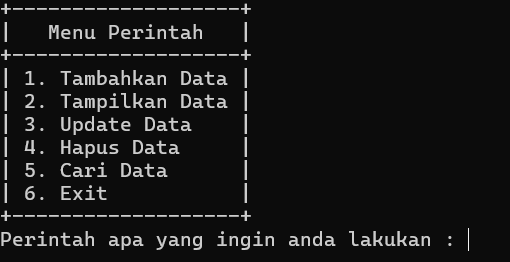 +-------------------+
|   Menu Perintah   |
+-------------------+
| 1. Tambahkan Data |
| 2. Tampilkan Data |
| 3. Update Data    |
| 4. Hapus Data     |
| 5. Cari Data      |
| 6. Exit           |
+-------------------+
Perintah apa yang ingin anda lakukan :